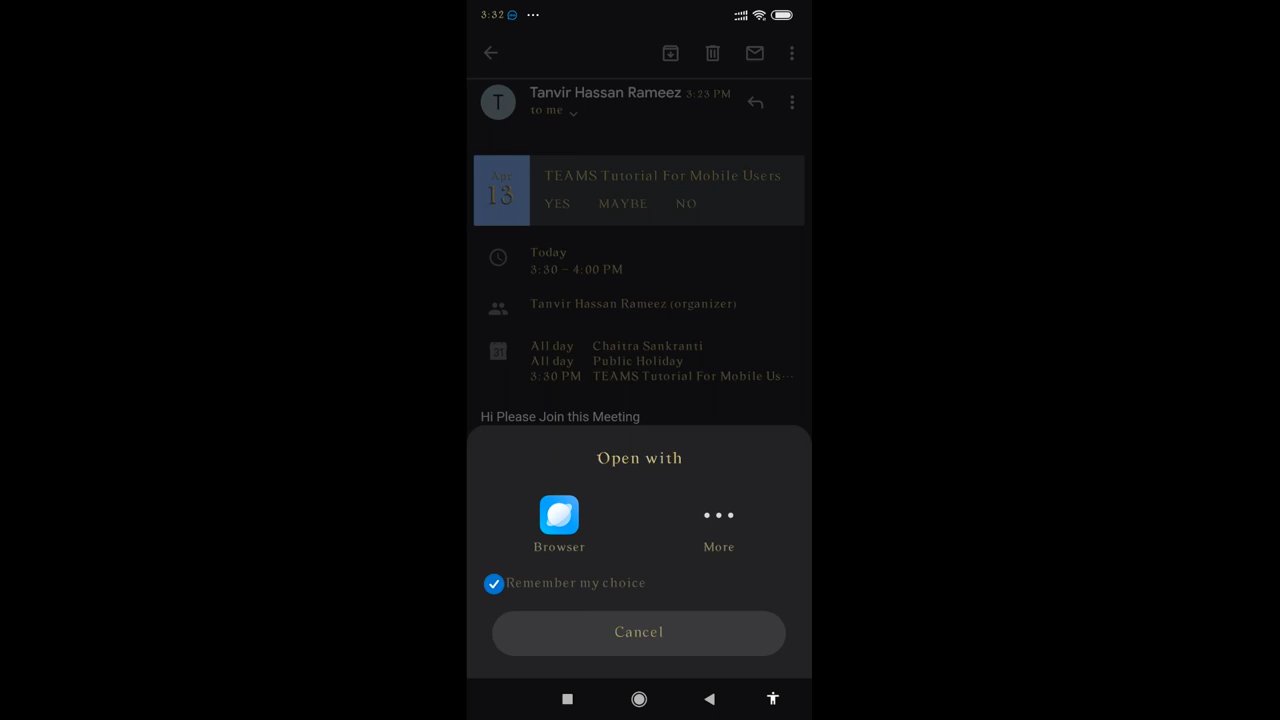 3:32
T
Tanvir Hassan Rameez 3:23 PM
to me
Apr
13
TEAMS Tutorial For Mobile Users
YES MAYBE NO
Today
3:30 – 4:00 PM
Tanvir Hassan Rameez (organizer)
31
All day Chaitra Sankranti
All day Public Holiday
3:30 PM TEAMS Tutorial For Mobile Us...
Hi Please Join this Meeting
Open with
Browser
More
Remember my choice
Cancel